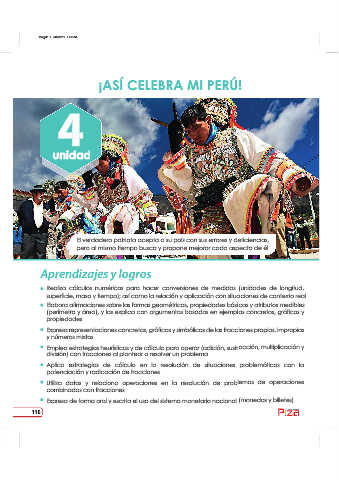 ¡ASÍ CELEBRA MI PERÚ!
4
unidad
El verdadero patriota acepta a su país con sus errores y deficiencias,
pero al mismo tiempo busca y propone mejorar cada aspecto de él
Aprendizajes y logros
Realiza cálculos numéricos para hacer conversiones de medidas (unidades de longitud,
superficie, masa y tiempo); así como la relación y aplicación con situaciones de contexto real
Elabora afirmaciones sobre las formas geométricas, propiedades básicas y atributos medibles
(perímetro y área), y las explica con argumentos basados en ejemplos concretos, gráficos y
propiedades
Expresa representaciones concretas, gráficas y simbólicas de las fracciones propias, impropias
y números mixtos
Emplea estrategias heurísticas y de cálculo para operar (adición, sustracción, multiplicación y
división) con fracciones al plantear o resolver un problema
Aplica estrategias de cálculo en la resolución de situaciones problemáticas con la
potenciación y radicación de fracciones
Utiliza datos y relaciona operaciones en la resolución de problemas de operaciones
combinadas con fracciones
Expresa de forma oral y escrita el uso del sistema monetario nacional (monedas y billetes)
110